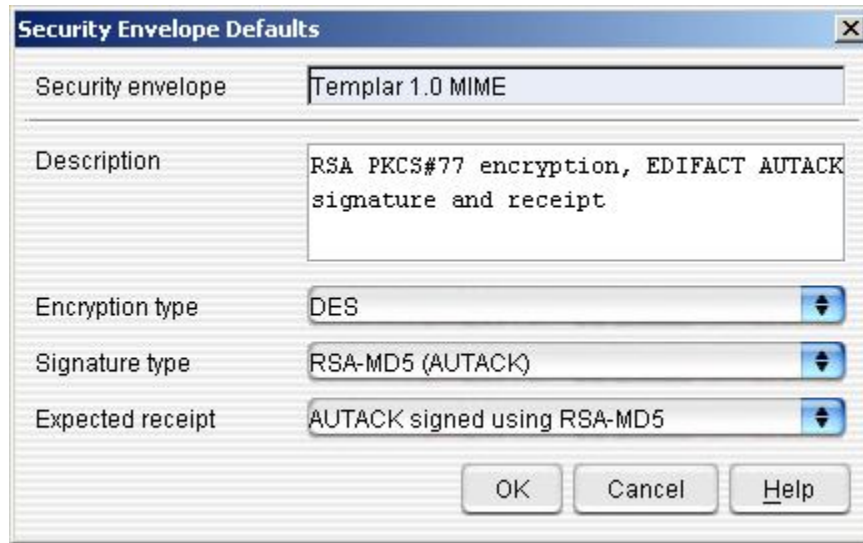 Security Envelope Defaults
Security envelope
Templar 1.0 MIME
Description
RSA PKCS#77 encryption, EDIFACT AUTACK
signature and receipt
Encryption type
DES
Signature type
RSA-MD5 (AUTACK)
Expected receipt
AUTACK signed using RSA-MD5
OK
Cancel
Help